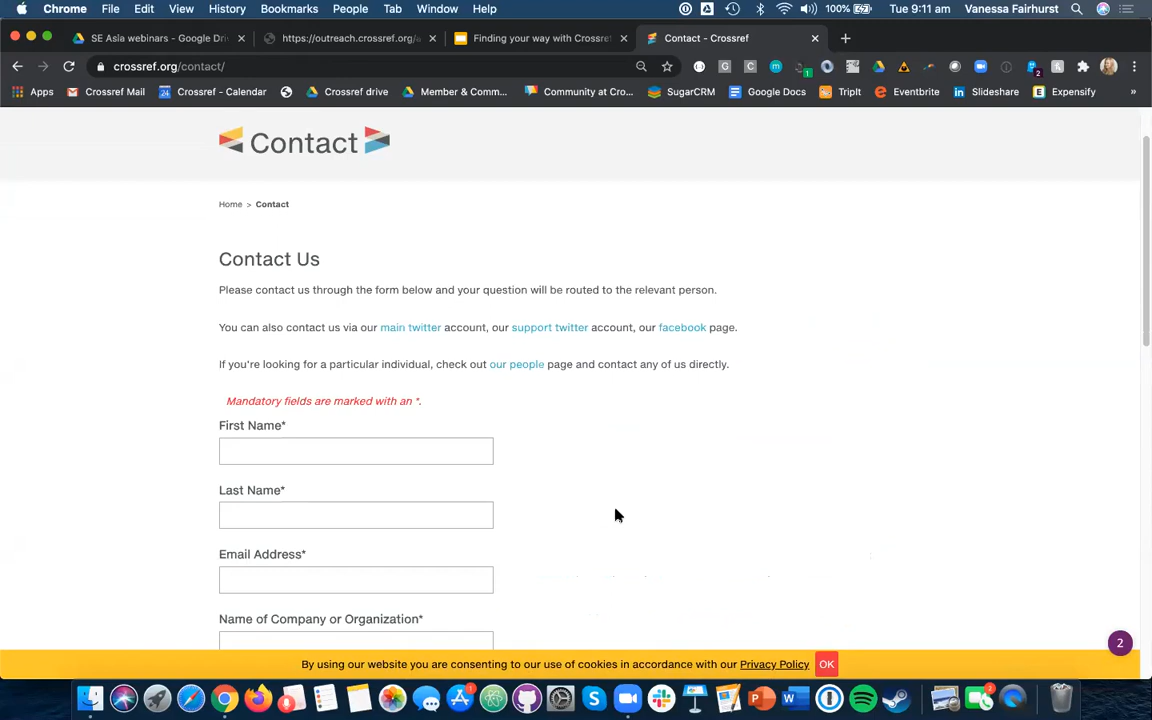 Chrome File Edit View History Bookmarks People Tab Window Help 100% Tue 9:11 am Vanessa Fairhurst
SE Asia webinars - Google Dri
https://outreach.crossref.org/a
Finding your way with Crossre
Contact - Crossref
crossref.org/contact/
Apps Crossref Mail Crossref - Calendar Crossref drive Member & Comm... Community at Cro... SugarCRM Google Docs TripIt Eventbrite Slideshare Expensify »
Contact
Home > Contact
Contact Us
Please contact us through the form below and your question will be routed to the relevant person.
You can also contact us via our main twitter account, our support twitter account, our facebook page.
If you're looking for a particular individual, check out our people page and contact any of us directly.
Mandatory fields are marked with an *.
First Name*
Last Name*
Email Address*
Name of Company or Organization*
2
By using our website you are consenting to our use of cookies in accordance with our Privacy Policy OK